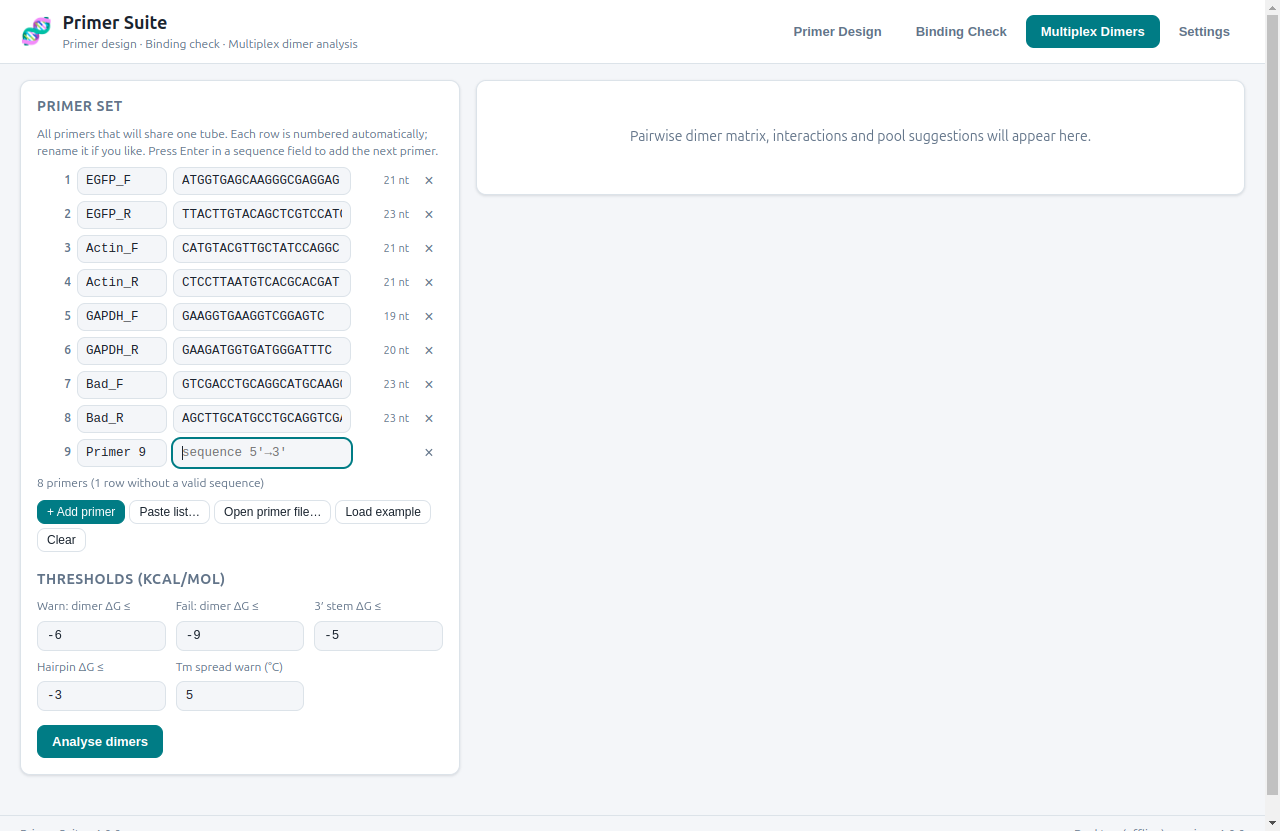 Primer Suite
Primer design · Binding check · Multiplex dimer analysis
Primer Design
Binding Check
Multiplex Dimers
Settings
PRIMER SET
All primers that will share one tube. Each row is numbered automatically;
rename it if you like. Press Enter in a sequence field to add the next primer.
1 EGFP_F ATGGTGAGCAAGGGCGAGGAG 21 nt ×
2 EGFP_R TTACTTGTACAGCTCGTCCAT 23 nt ×
3 Actin_F CATGTACGTTGCTATCCAGGC 21 nt ×
4 Actin_R CTCCTTAATGTCACGCACGAT 21 nt ×
5 GAPDH_F GAAGGTGAAGGTCGGAGTC 19 nt ×
6 GAPDH_R GAAGATGGTGATGGGATTTC 20 nt ×
7 Bad_F GTCGACCTGCAGGCATGCAAG 23 nt ×
8 Bad_R AGCTTGCATGCCTGCAGGTCG 23 nt ×
9 Primer 9 sequence 5'→3' ×
8 primers (1 row without a valid sequence)
+ Add primer
Paste list…
Open primer file…
Load example
Clear
THRESHOLDS (KCAL/MOL)
Warn: dimer ΔG ≤
Fail: dimer ΔG ≤
3′ stem ΔG ≤
-6
-9
-5
Hairpin ΔG ≤
Tm spread warn (°C)
-3
5
Analyse dimers
Pairwise dimer matrix, interactions and pool suggestions will appear here.